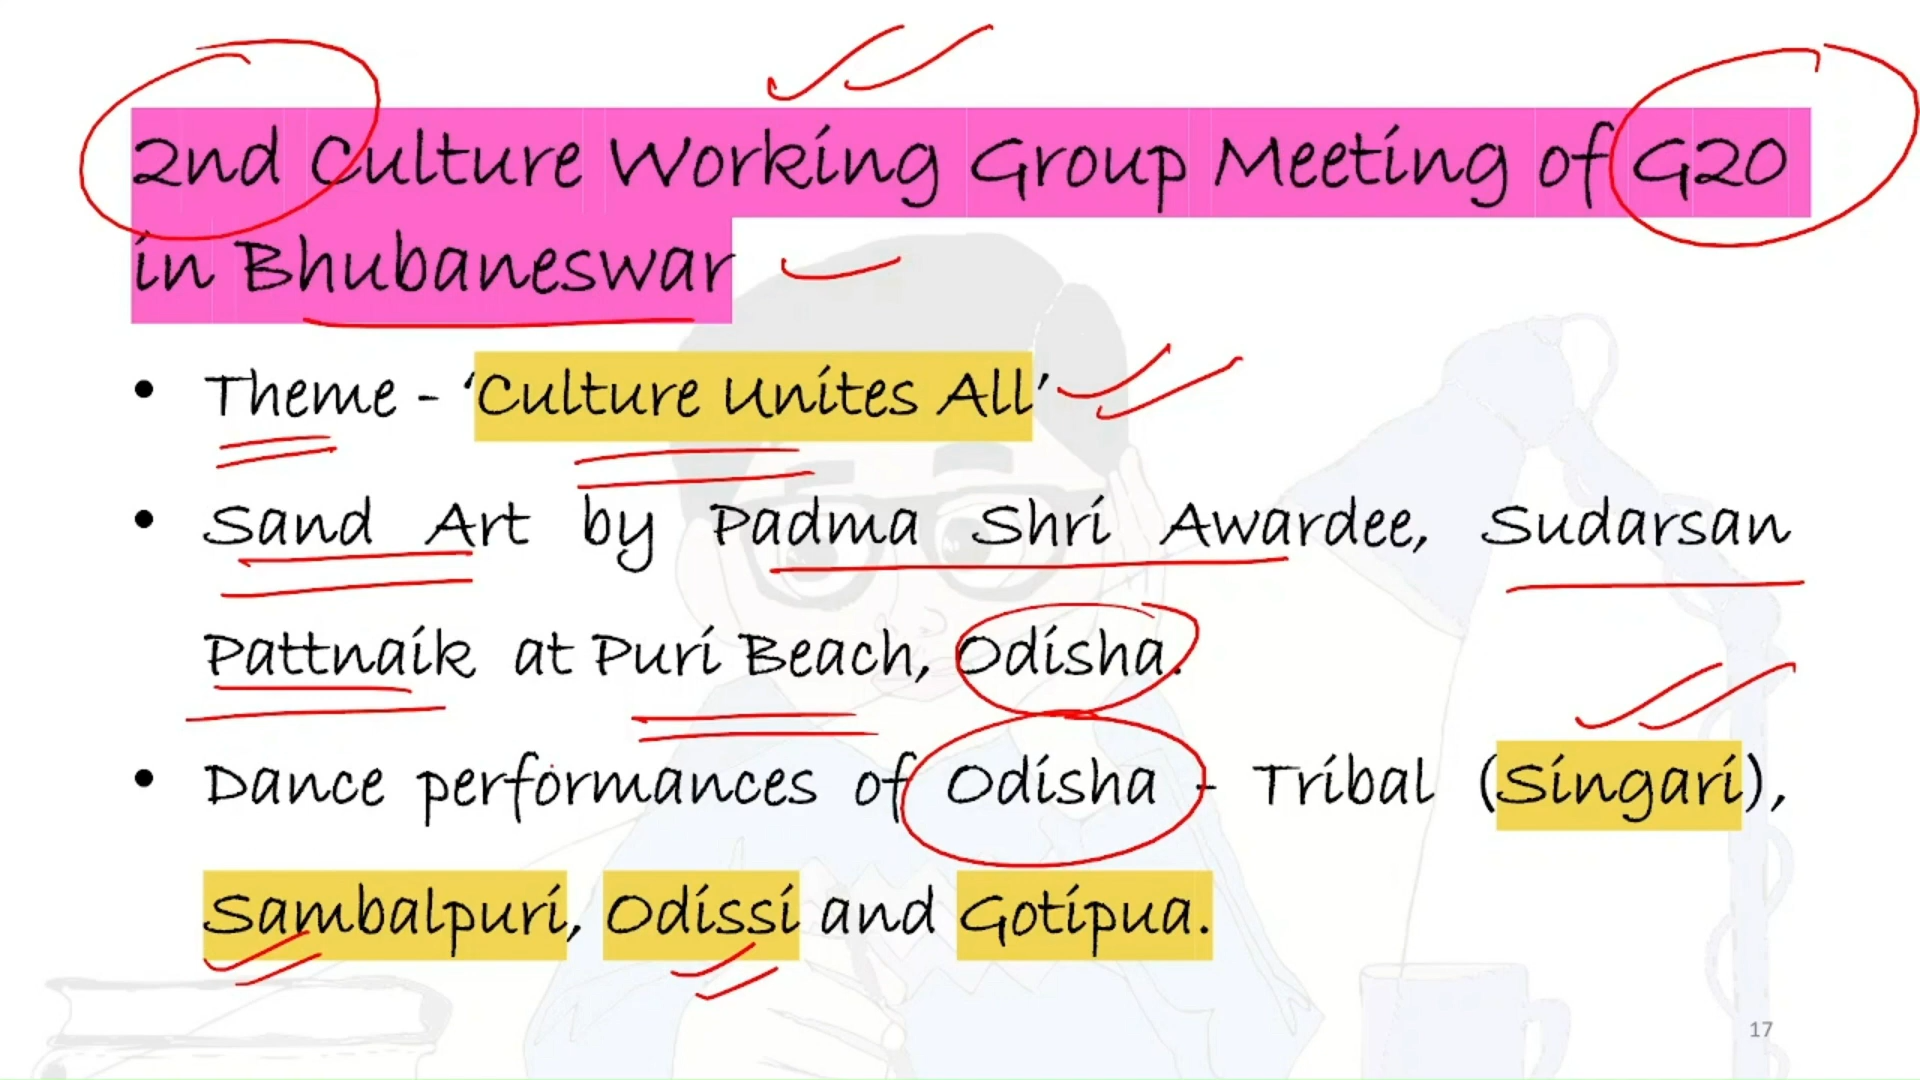 2nd Culture Working Group Meeting of G20
in Bhubaneswar
• Theme - ‘Culture Unites All’
• Sand Art by Padma Shri Awardee, Sudarsan
Pattnaik at Puri Beach, Odisha.
• Dance performances of Odisha - Tribal (Singari),
Sambalpuri, Odissi and Gotipua.
17